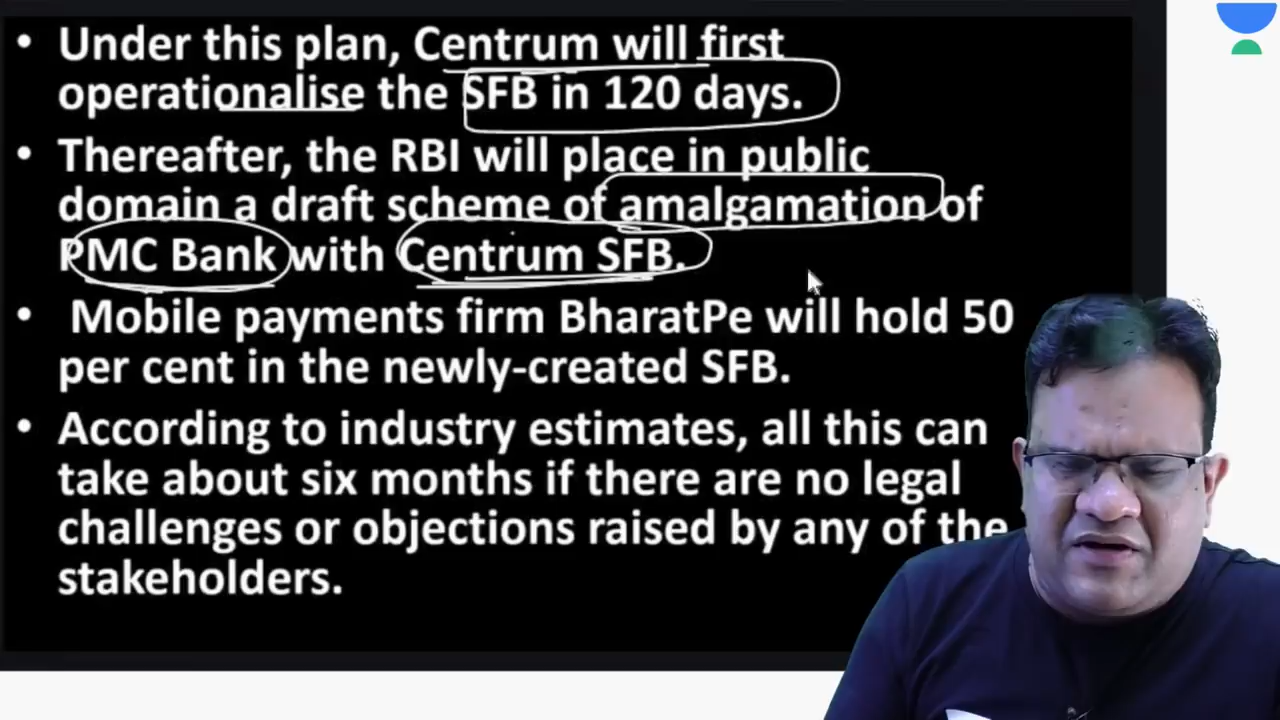 • Under this plan, Centrum will first
operationalise the SFB in 120 days.
• Thereafter, the RBI will place in public
domain a draft scheme of amalgamation of
PMC Bank with Centrum SFB.
• Mobile payments firm BharatPe will hold 50
per cent in the newly-created SFB.
• According to industry estimates, all this can
take about six months if there are no legal
challenges or objections raised by any of the
stakeholders.